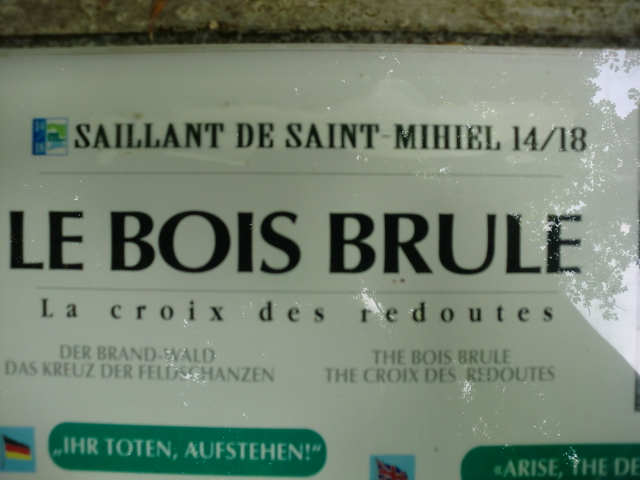 SAILLANT DE SAINT-MIHIEL 14/18
LE BOIS BRULE
La croix des redoutes
DER BRAND-WALD
DAS KREUZ DER FELDSCHANZEN
THE BOIS BRULE
THE CROIX DES REDOUTES
„IHR TOTEN, AUFSTEHEN!“
«ARISE, THE DE